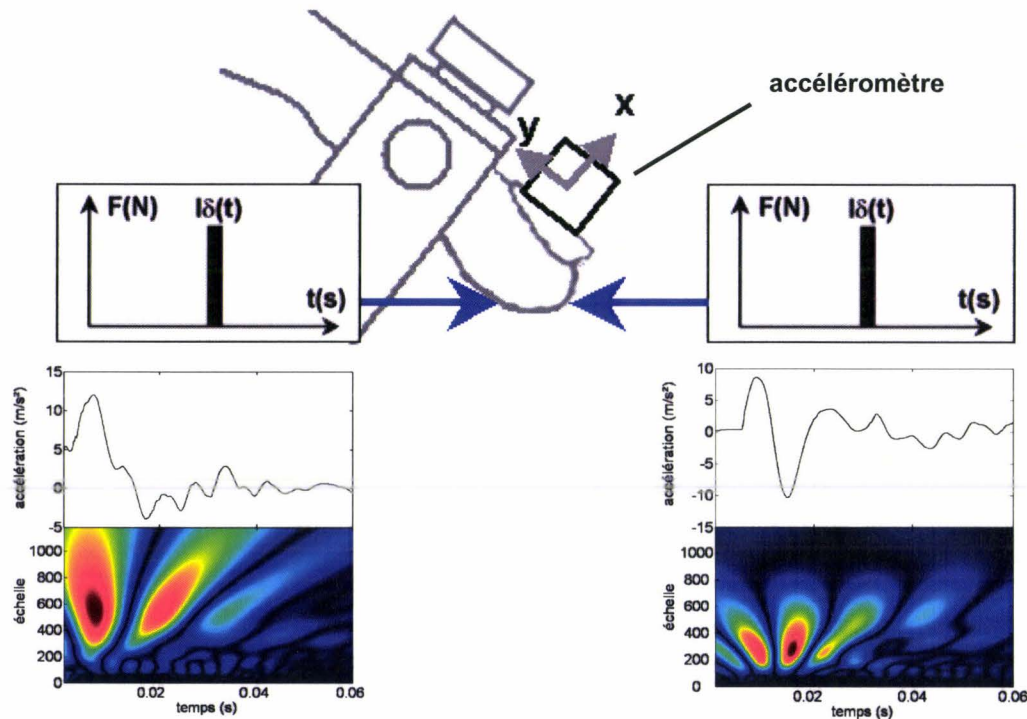 accéléromètre
x
y
F(N)
Iδ(t)
t(s)
F(N)
Iδ(t)
t(s)
accélération (m/s²)
15
10
5
0
-5
échelle
1000
800
600
400
200
0
0.02
0.04
0.06
temps (s)
accélération (m/s²)
10
5
0
-5
-10
-15
échelle
1000
800
600
400
200
0
0.02
0.04
0.06
temps (s)